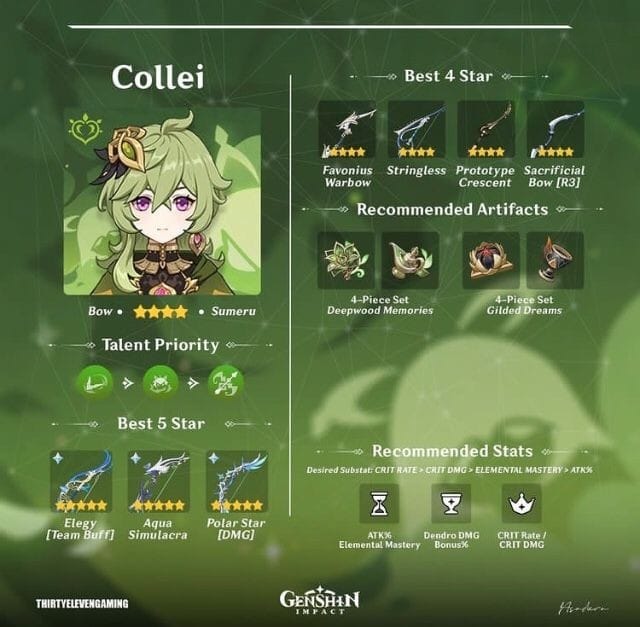 Collei
Bow • • Sumeru
Talent Priority
Best 5 Star
Elegy
[Team Buff]
Aqua
Simulacra
Polar Star
[DMG]
Best 4 Star
Favonius
Warbow
Stringless
Prototype
Crescent
Sacrificial
Bow [R3]
Recommended Artifacts
4-Piece Set
Deepwood Memories
4-Piece Set
Gilded Dreams
Recommended Stats
Desired Substat: CRIT RATE > CRIT DMG > ELEMENTAL MASTERY > ATK%
ATK%
Elemental Mastery
Dendro DMG
Bonus%
CRIT Rate /
CRIT DMG
THIRTYELEVENGAMING
GENSHIN
IMPACT